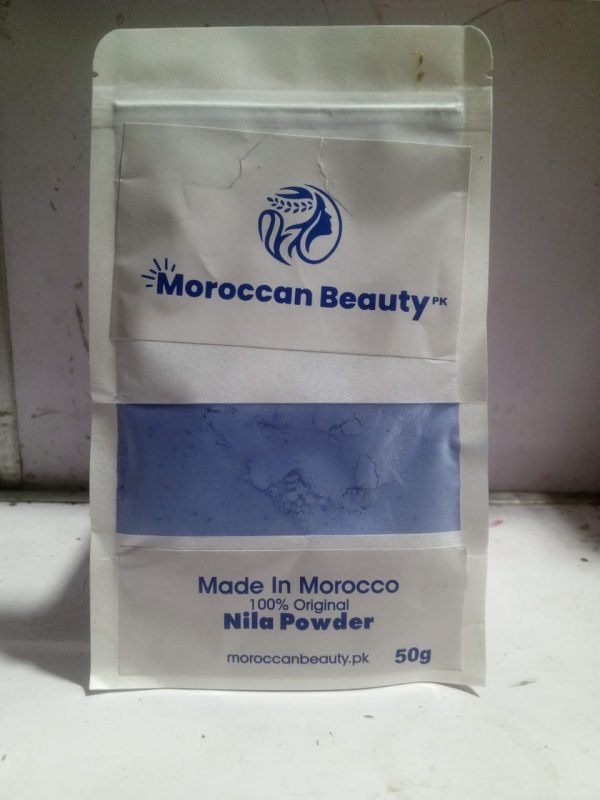 Moroccan Beauty PK
Made In Morocco
100% Original
Nila Powder
moroccanbeauty.pk 50g